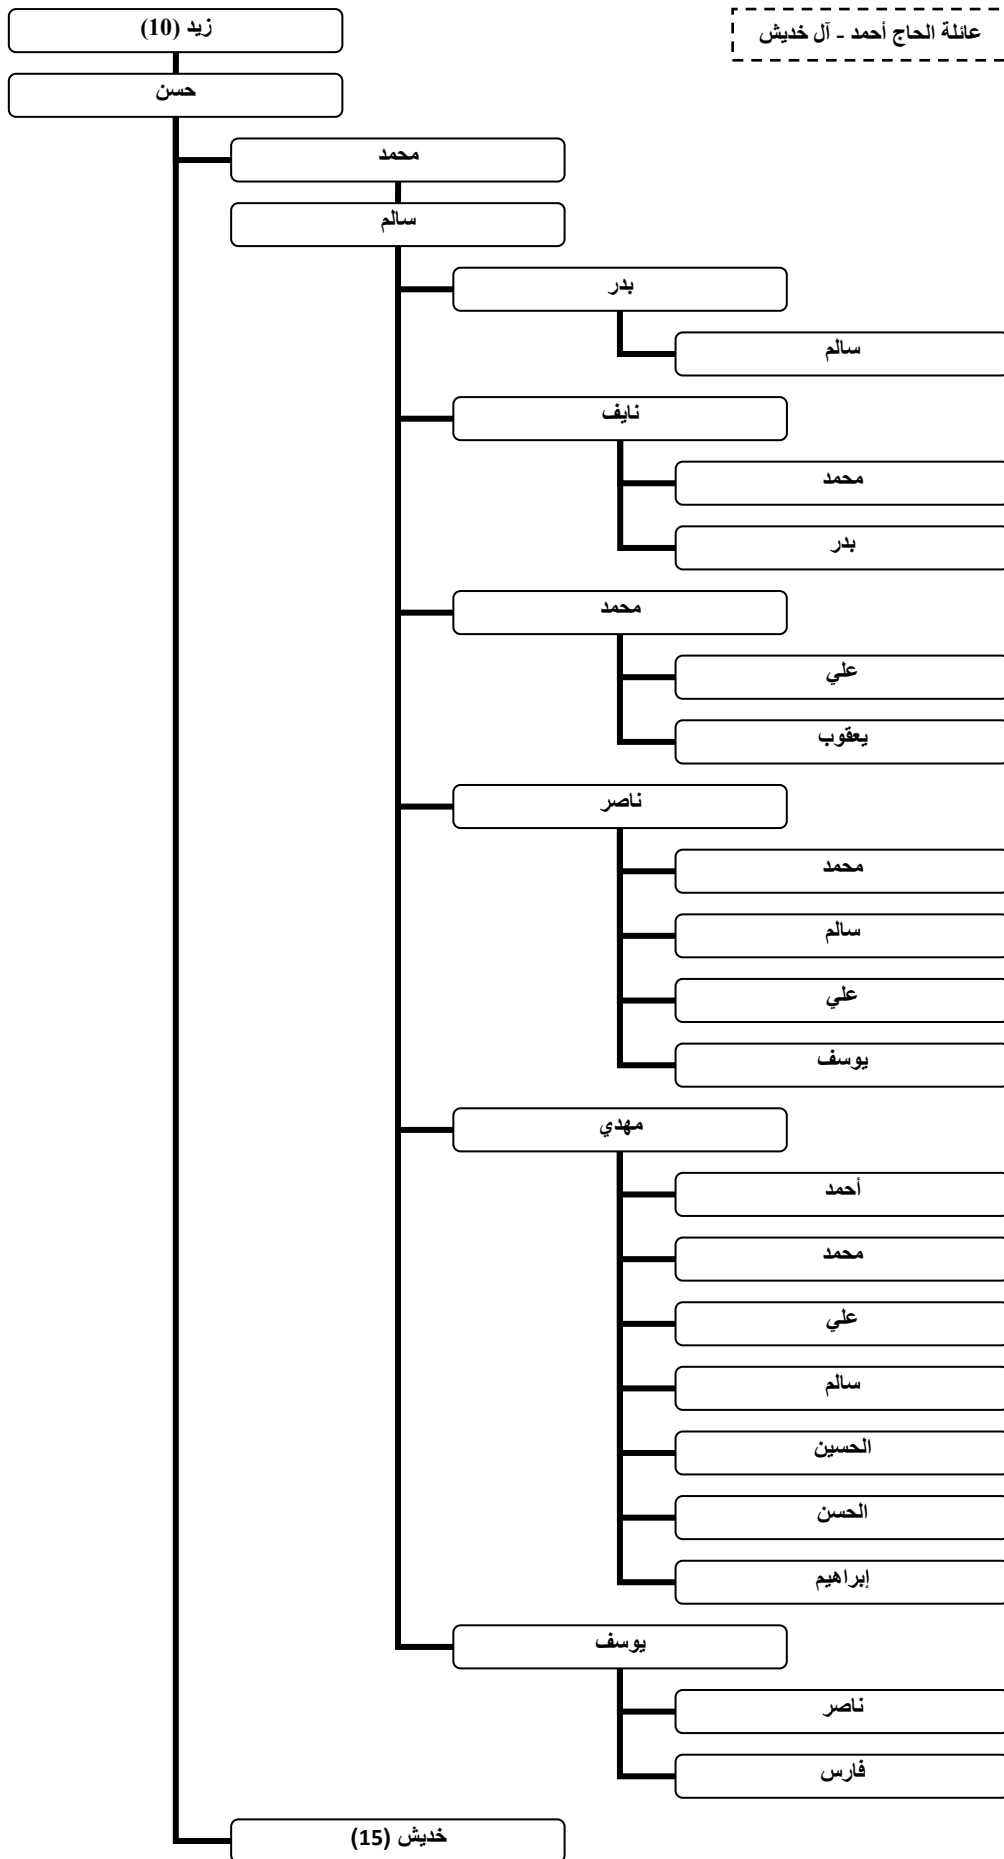 عائلة الحاج أحمد - آل خديش
زيد (10)
حسن
محمد
سالم
بدر
سالم
نايف
محمد
بدر
محمد
علي
يعقوب
ناصر
محمد
سالم
علي
يوسف
مهدي
أحمد
محمد
علي
سالم
الحسين
الحسن
إبراهيم
يوسف
ناصر
فارس
خديش (15)